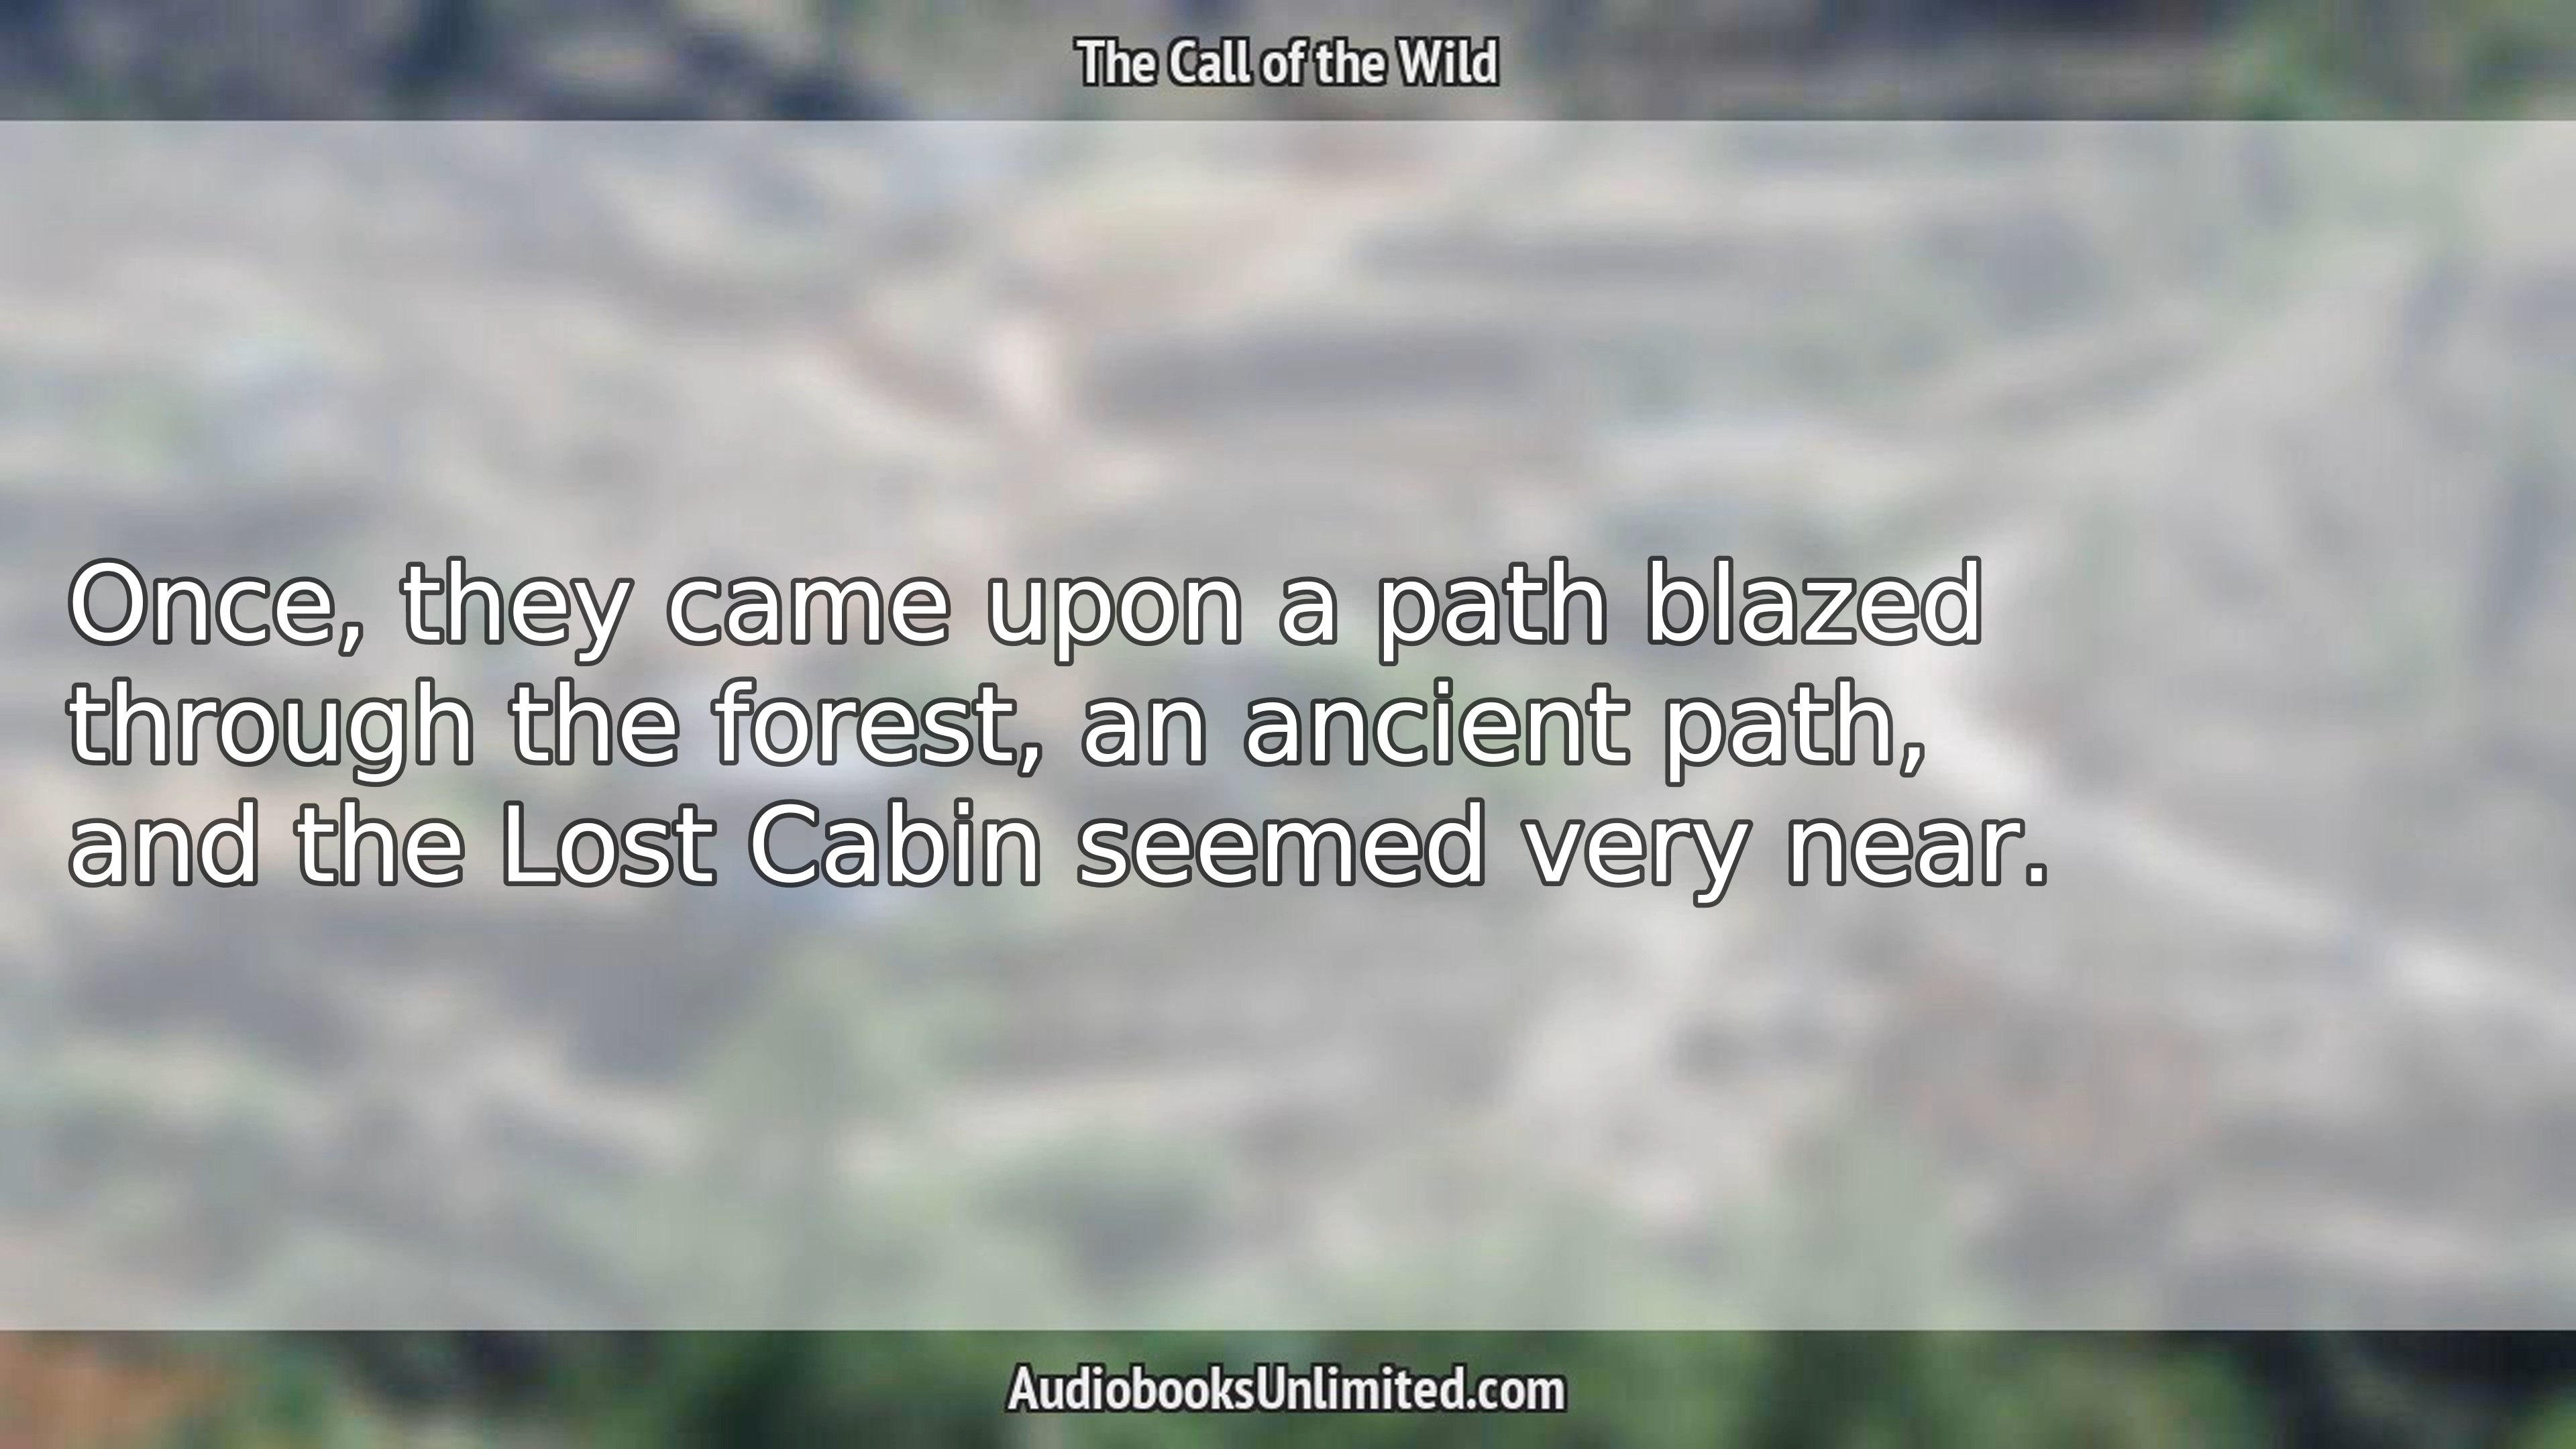 The Call of the Wild
Once, they came upon a path blazed
through the forest, an ancient path,
and the Lost Cabin seemed very near.
AudiobooksUnlimited.com